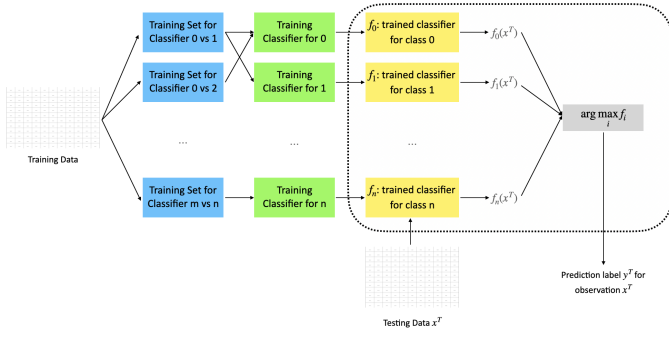 Training Set for
Classifier 0 vs 1
Training
Classifier for 0
f₀: trained classifier
for class 0
f₀(xᵀ)
Training Set for
Classifier 0 vs 2
Training
Classifier for 1
f₁: trained classifier
for class 1
f₁(xᵀ)
arg max fᵢ
i
Training Data
...
...
...
Training Set for
Classifier m vs n
Training
Classifier for n
fₙ: trained classifier
for class n
fₙ(xᵀ)
Prediction label yᵀ for
observation xᵀ
Testing Data xᵀ